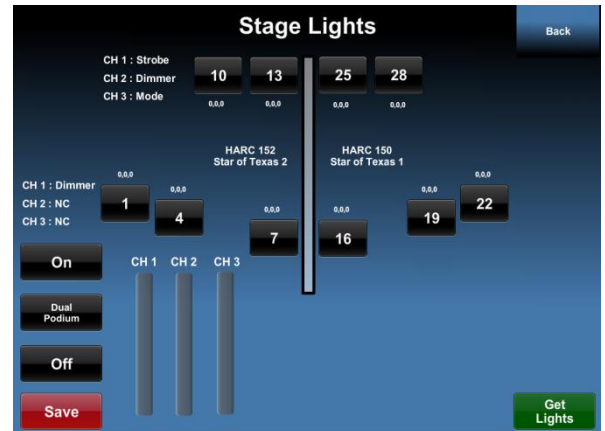 Stage Lights
Back
CH 1 : Strobe
CH 2 : Dimmer
CH 3 : Mode
10 13 25 28
0,0,0 0,0,0 0,0,0 0,0,0
HARC 152
Star of Texas 2
HARC 150
Star of Texas 1
CH 1 : Dimmer
CH 2 : NC
CH 3 : NC
0,0,0 0,0,0 0,0,0 0,0,0 0,0,0 0,0,0
1 4 7 16 19 22
On
Dual
Podium
Off
Save
CH 1 CH 2 CH 3
Get
Lights